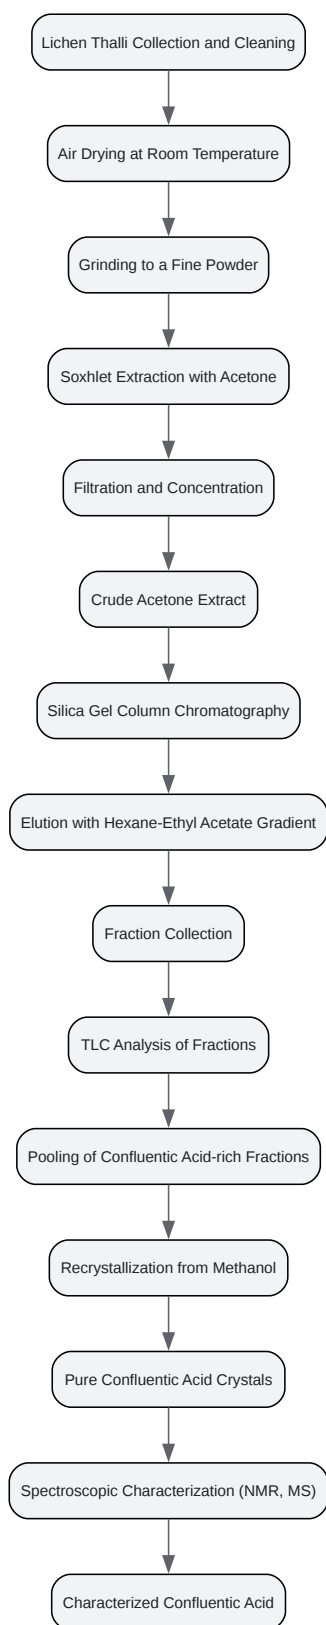 Lichen Thalli Collection and Cleaning
Air Drying at Room Temperature
Grinding to a Fine Powder
Soxhlet Extraction with Acetone
Filtration and Concentration
Crude Acetone Extract
Silica Gel Column Chromatography
Elution with Hexane-Ethyl Acetate Gradient
Fraction Collection
TLC Analysis of Fractions
Pooling of Confluentic Acid-rich Fractions
Recrystallization from Methanol
Pure Confluentic Acid Crystals
Spectroscopic Characterization (NMR, MS)
Characterized Confluentic Acid